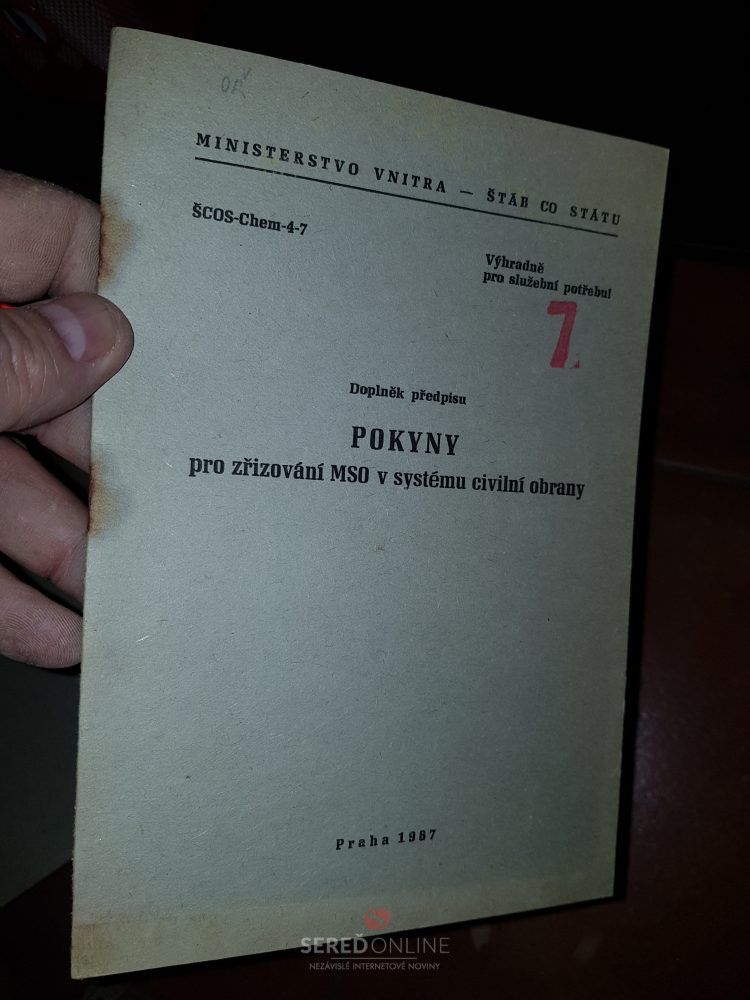 OŘ
MINISTERSTVO VNITRA — ŠTÁB CO STÁTU
ŠCOS-Chem-4-7
Výhradně
pro služební potřebu!
7.
Doplněk předpisu
POKYNY
pro zřizování MSO v systému civilní obrany
Praha 1987
SEREĎONLINE
NEZÁVISLÉ INTERNETOVÉ NOVINY